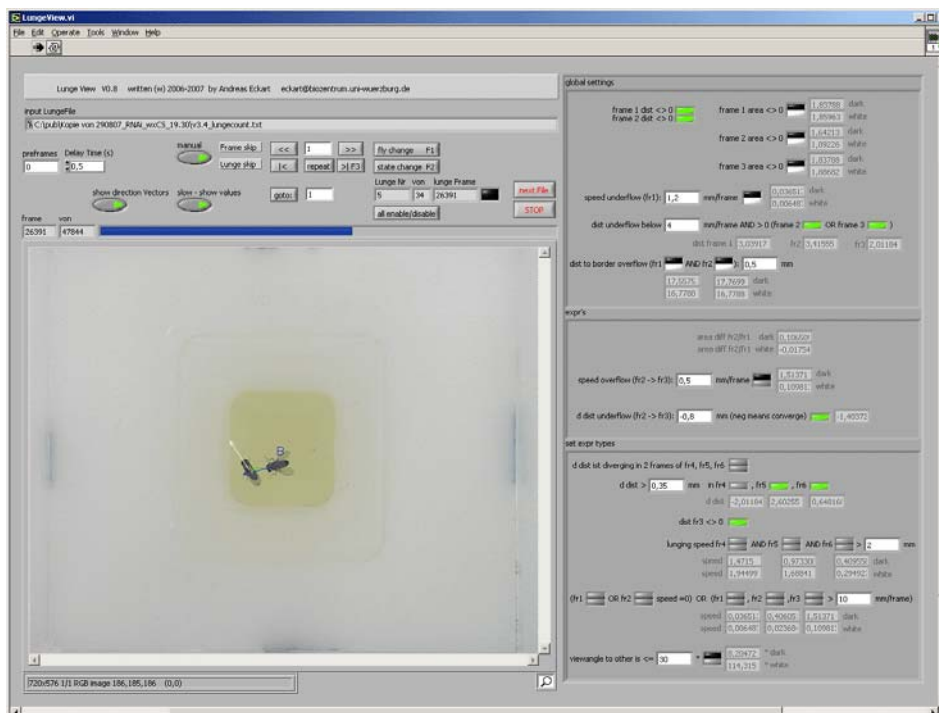 LungeView.vi
File Edit Operate Tools Window Help
Lunge View V0.8 written (w) 2006-2007 by Andreas Eckart eckart@biozentrum.uni-wuerzburg.de
input LungeFile
C:\publKopie von 290807_RNAi_wxCS_19.30fv3.4_lungecount.txt
preframes Delay Time (s) manual Frame skip << 1 >> fly change F1
0 0,5 Lunge skip |< repeat >| F3 state change F2
show direction Vectors slow - show values goto: 1
Lunge Nr von lunge Frame
5 34 26391
next File
all enable/disable STOP
frame von
26391 47844
B
720x576 1/1 RGB image 186,185,186 (0,0)
global settings
frame 1 dist <> 0 frame 1 area <> 0 1,83788 dark
frame 2 dist <> 0 1,85963 white
frame 2 area <> 0 1,64213 dark
1,09226 white
frame 3 area <> 0 1,83788 dark
white
speed underflow (fr1): 1,2 mm/frame 0,03651 dark
0,00648 white
dist underflow below 4 mm/frame AND > 0 (frame 2 OR frame 3 )
dist frame 1 3,03917 fr2 3,41555 fr3 2,01184
dist to border overflow (fr1 AND fr2 ): 0,5 mm
17,5575 17,7699 dark
16,7780 16,7788 white
expr's
area diff fr2/fr1 dark
area diff fr2/fr1 white -0,01754
speed overflow (fr2 -> fr3): 0,5 mm/frame 1,51371 dark
0,10981 white
d dist underflow (fr2 -> fr3): -0,8 mm (neg means converge) -1,40372
set expr types
d dist ist diverging in 2 frames of fr4, fr5, fr6
d dist > 0,35 mm in fr4 , fr5 , fr6
d dist -2,01184 2,60255 0,64816
dist fr3 <> 0
lunging speed fr4 AND fr5 AND fr6 > 2 mm
speed 1,4715 0,97330 0,40955 dark
speed 1,94499 1,68841 0,29492 white
(fr1 OR fr2 speed =0) OR (fr1 , fr2 , fr3 > 10 mm/frame)
speed 0,03651 0,40605 1,51371 dark
speed 0,00648 0,02360 0,10981 white
viewangle to other is <= 30 ° 8,20472 ° dark
114,315 ° white